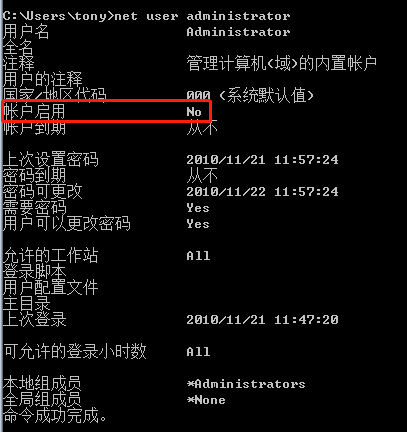 C:\Users\tony>net user administrator
用户名 Administrator
全名
注释 管理计算机(域)的内置帐户
用户的注释
国家/地区代码 000 (系统默认值)
帐户启用 No
帐户到期 从不
上次设置密码 2010/11/21 11:57:24
密码到期 从不
密码可更改 2010/11/22 11:57:24
需要密码 Yes
用户可以更改密码 Yes
允许的工作站 All
登录脚本
用户配置文件
主目录
上次登录 2010/11/21 11:47:20
可允许的登录小时数 All
本地组成员 *Administrators
全局组成员 *None
命令成功完成。